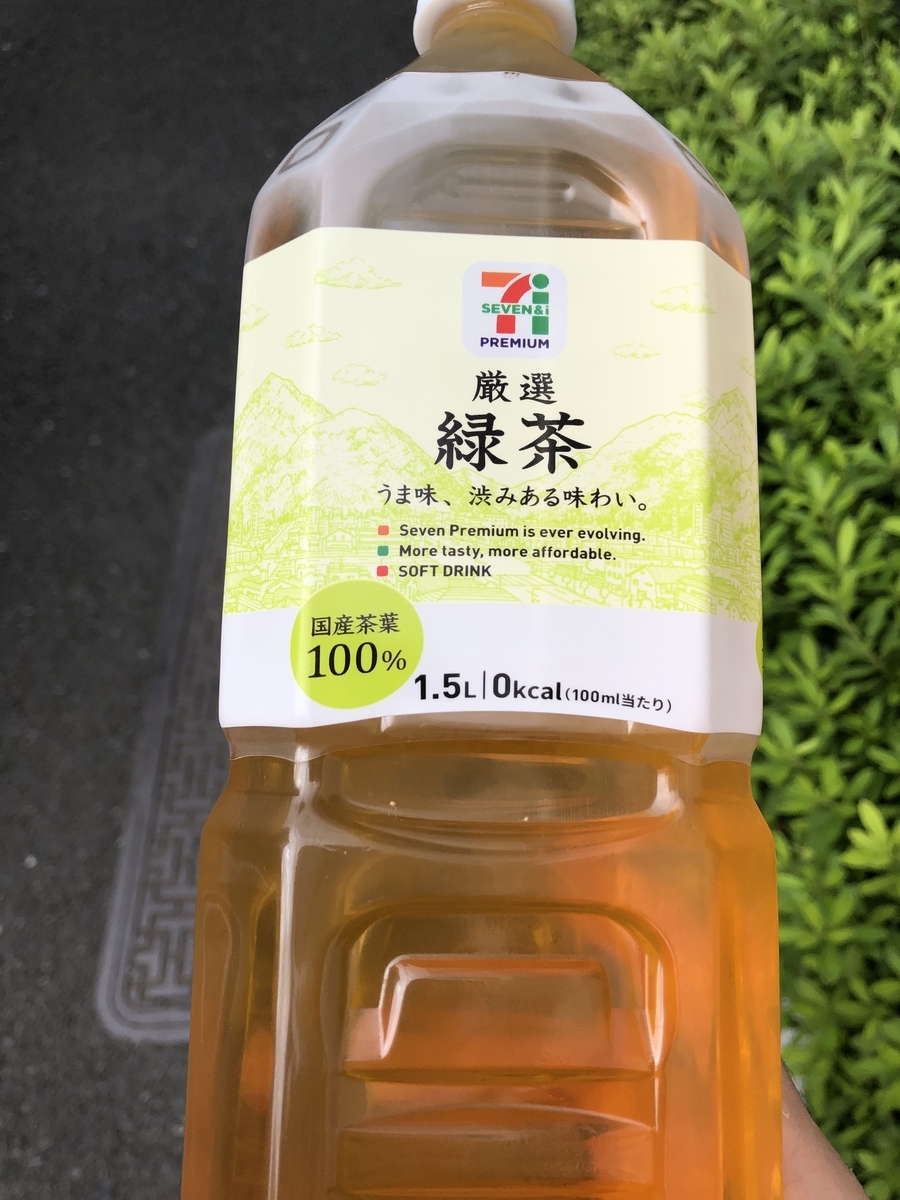 7i
SEVEN&i
PREMIUM
厳選
緑茶
うま味、渋みある味わい。
Seven Premium is ever evolving.
More tasty, more affordable.
SOFT DRINK
国産茶葉
100%
1.5L|0kcal(100ml当たり)